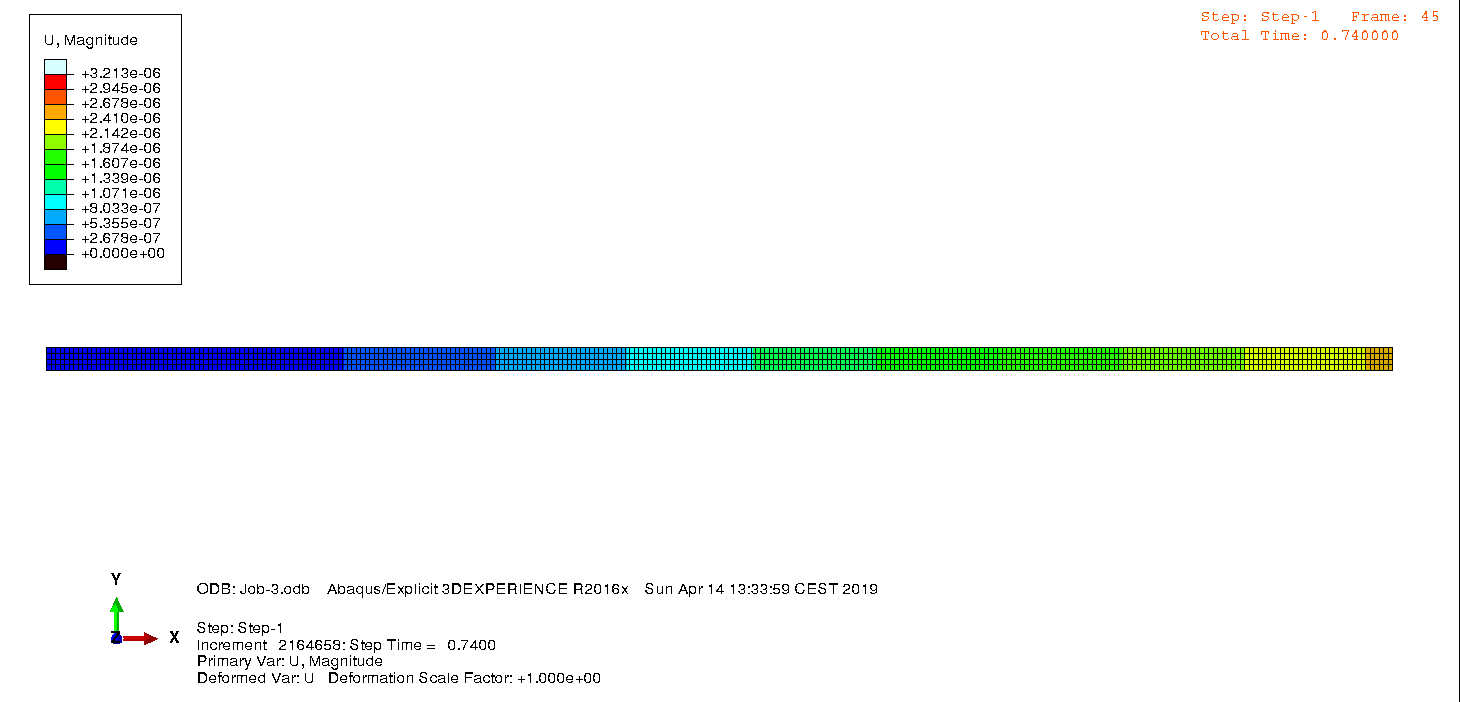 Step: Step-1 Frame: 45
Total Time: 0.740000
U, Magnitude
+3.213e-06
+2.945e-06
+2.678e-06
+2.410e-06
+2.142e-06
+1.874e-06
+1.607e-06
+1.339e-06
+1.071e-06
+8.033e-07
+5.355e-07
+2.678e-07
+0.000e+00
Y
X
ODB: Job-3.odb Abaqus/Explicit 3DEXPERIENCE R2016x Sun Apr 14 13:33:59 CEST 2019
Step: Step-1
Increment 2164658: Step Time = 0.7400
Primary Var: U, Magnitude
Deformed Var: U Deformation Scale Factor: +1.000e+00